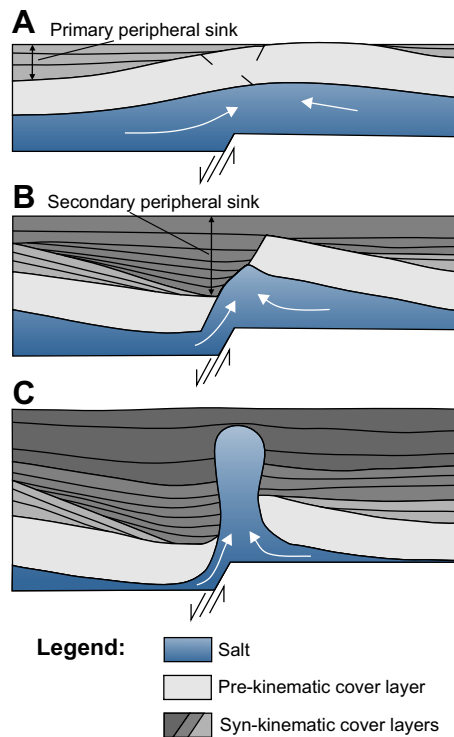 A
Primary peripheral sink
B
Secondary peripheral sink
C
Legend:
Salt
Pre-kinematic cover layer
Syn-kinematic cover layers